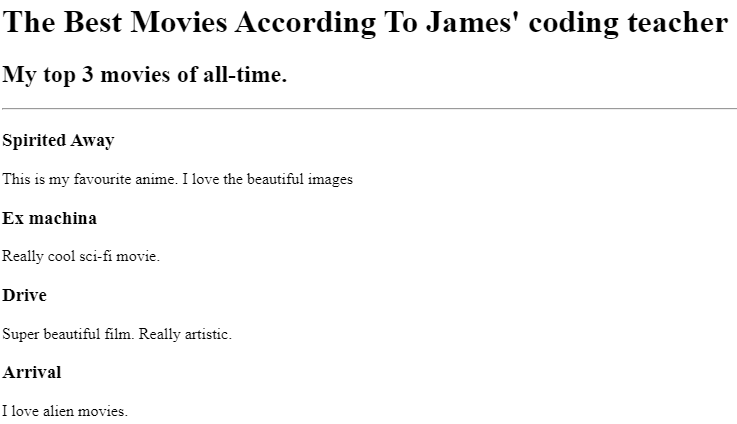 The Best Movies According To James' coding teacher
My top 3 movies of all-time.
Spirited Away
This is my favourite anime. I love the beautiful images
Ex machina
Really cool sci-fi movie.
Drive
Super beautiful film. Really artistic.
Arrival
I love alien movies.